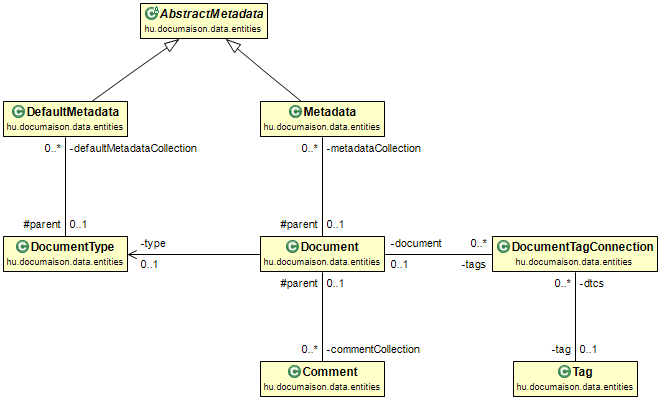 AbstractMetadata
hu.documaison.data.entities
DefaultMetadata
hu.documaison.data.entities
Metadata
hu.documaison.data.entities
0..* -defaultMetadataCollection
0..* -metadataCollection
#parent 0..1
#parent 0..1
DocumentType
hu.documaison.data.entities
-type
0..1
Document
hu.documaison.data.entities
-document 0..*
0..1 -tags
DocumentTagConnection
hu.documaison.data.entities
#parent 0..1
0..* -dtcs
0..* -commentCollection
-tag 0..1
Comment
hu.documaison.data.entities
Tag
hu.documaison.data.entities